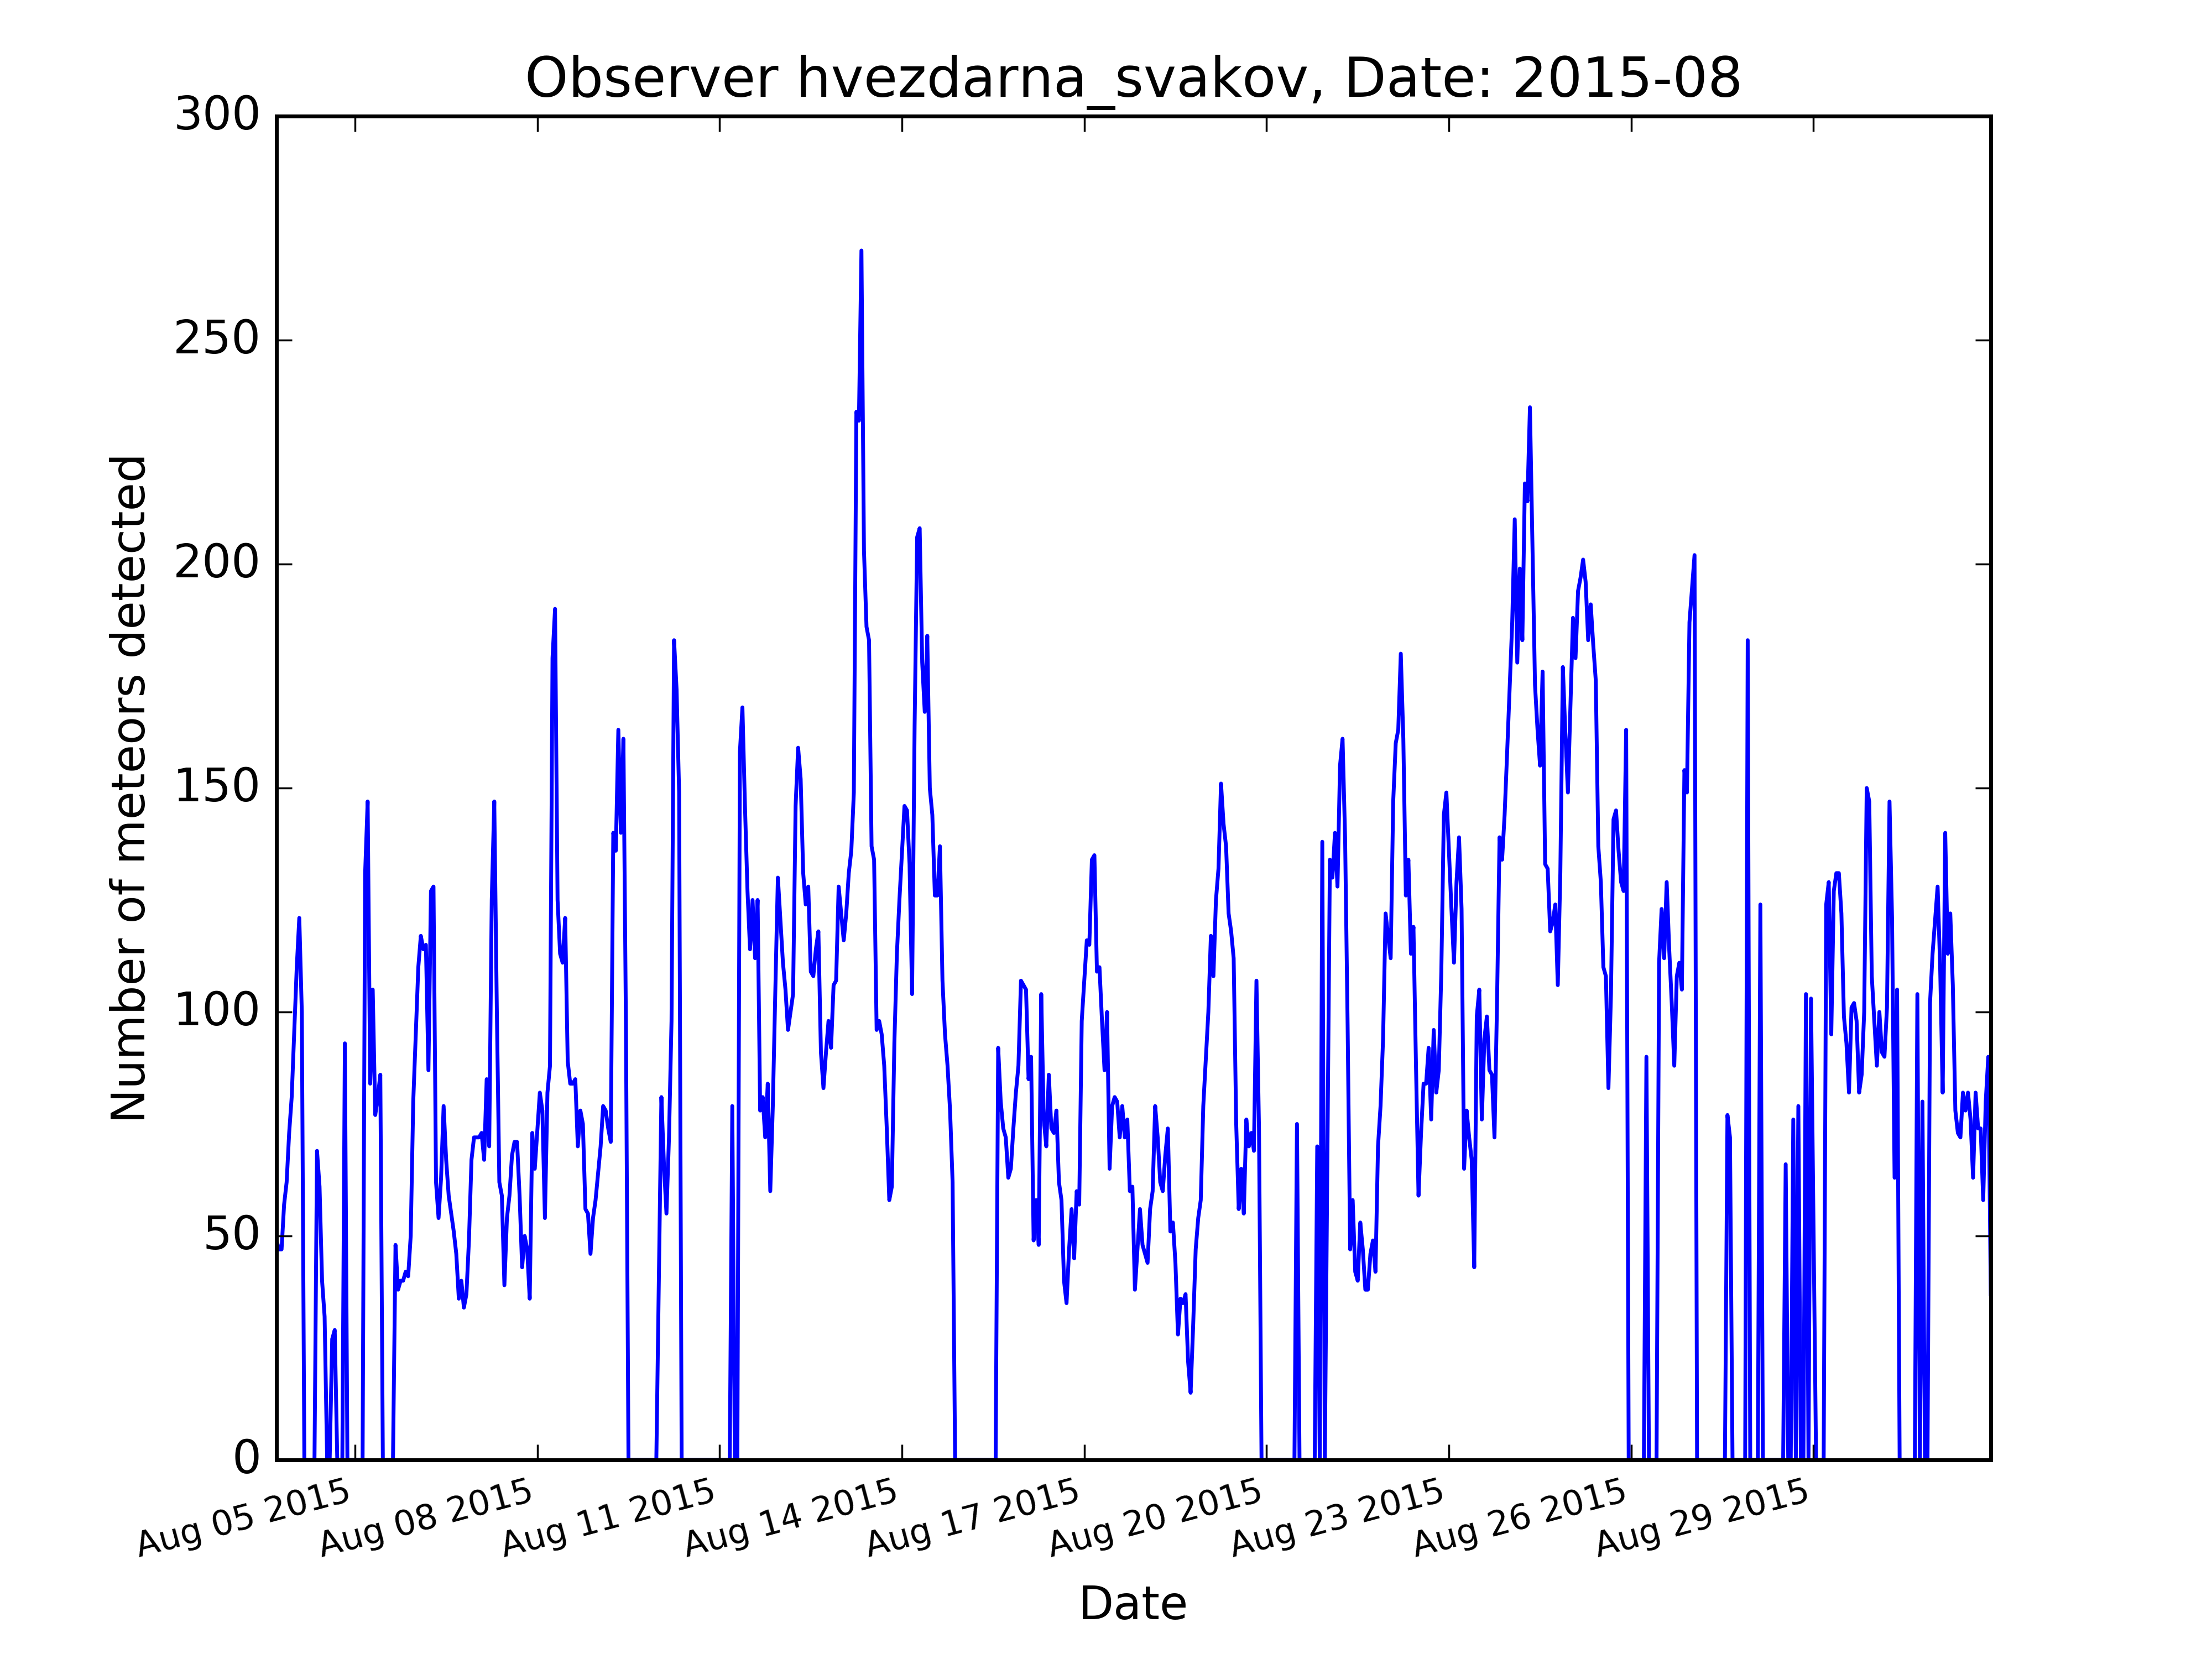 Observer hvezdarna_svakov, Date: 2015-08
300
250
200
150
100
50
0
Number of meteors detected
Aug 05 2015
Aug 08 2015
Aug 11 2015
Aug 14 2015
Aug 17 2015
Aug 20 2015
Aug 23 2015
Aug 26 2015
Aug 29 2015
Date